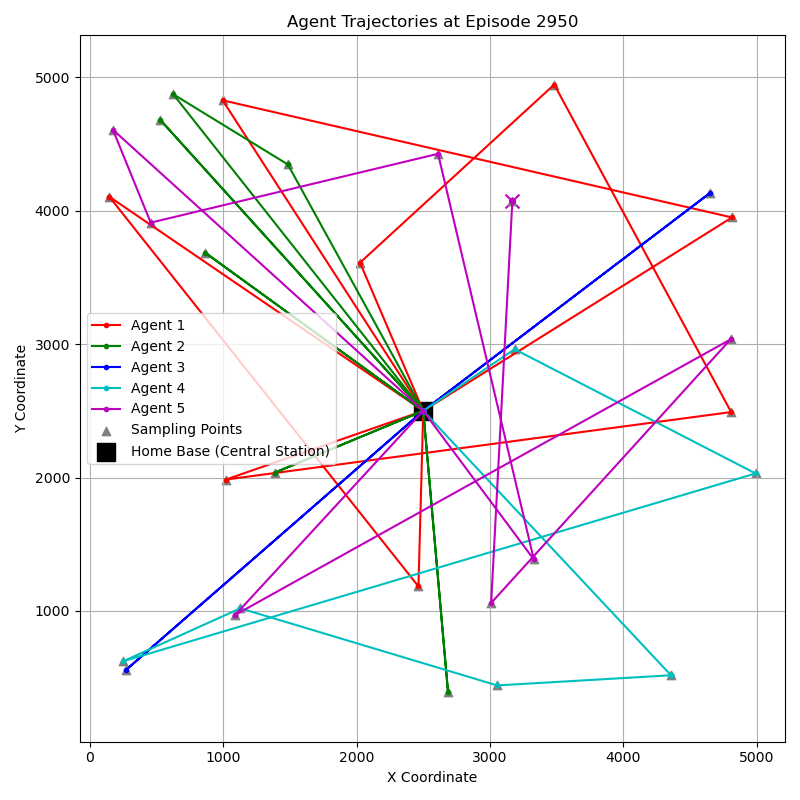 Agent Trajectories at Episode 2950
Y Coordinate
5000
4000
3000
2000
1000
Agent 1
Agent 2
Agent 3
Agent 4
Agent 5
Sampling Points
Home Base (Central Station)
0 1000 2000 3000 4000 5000
X Coordinate